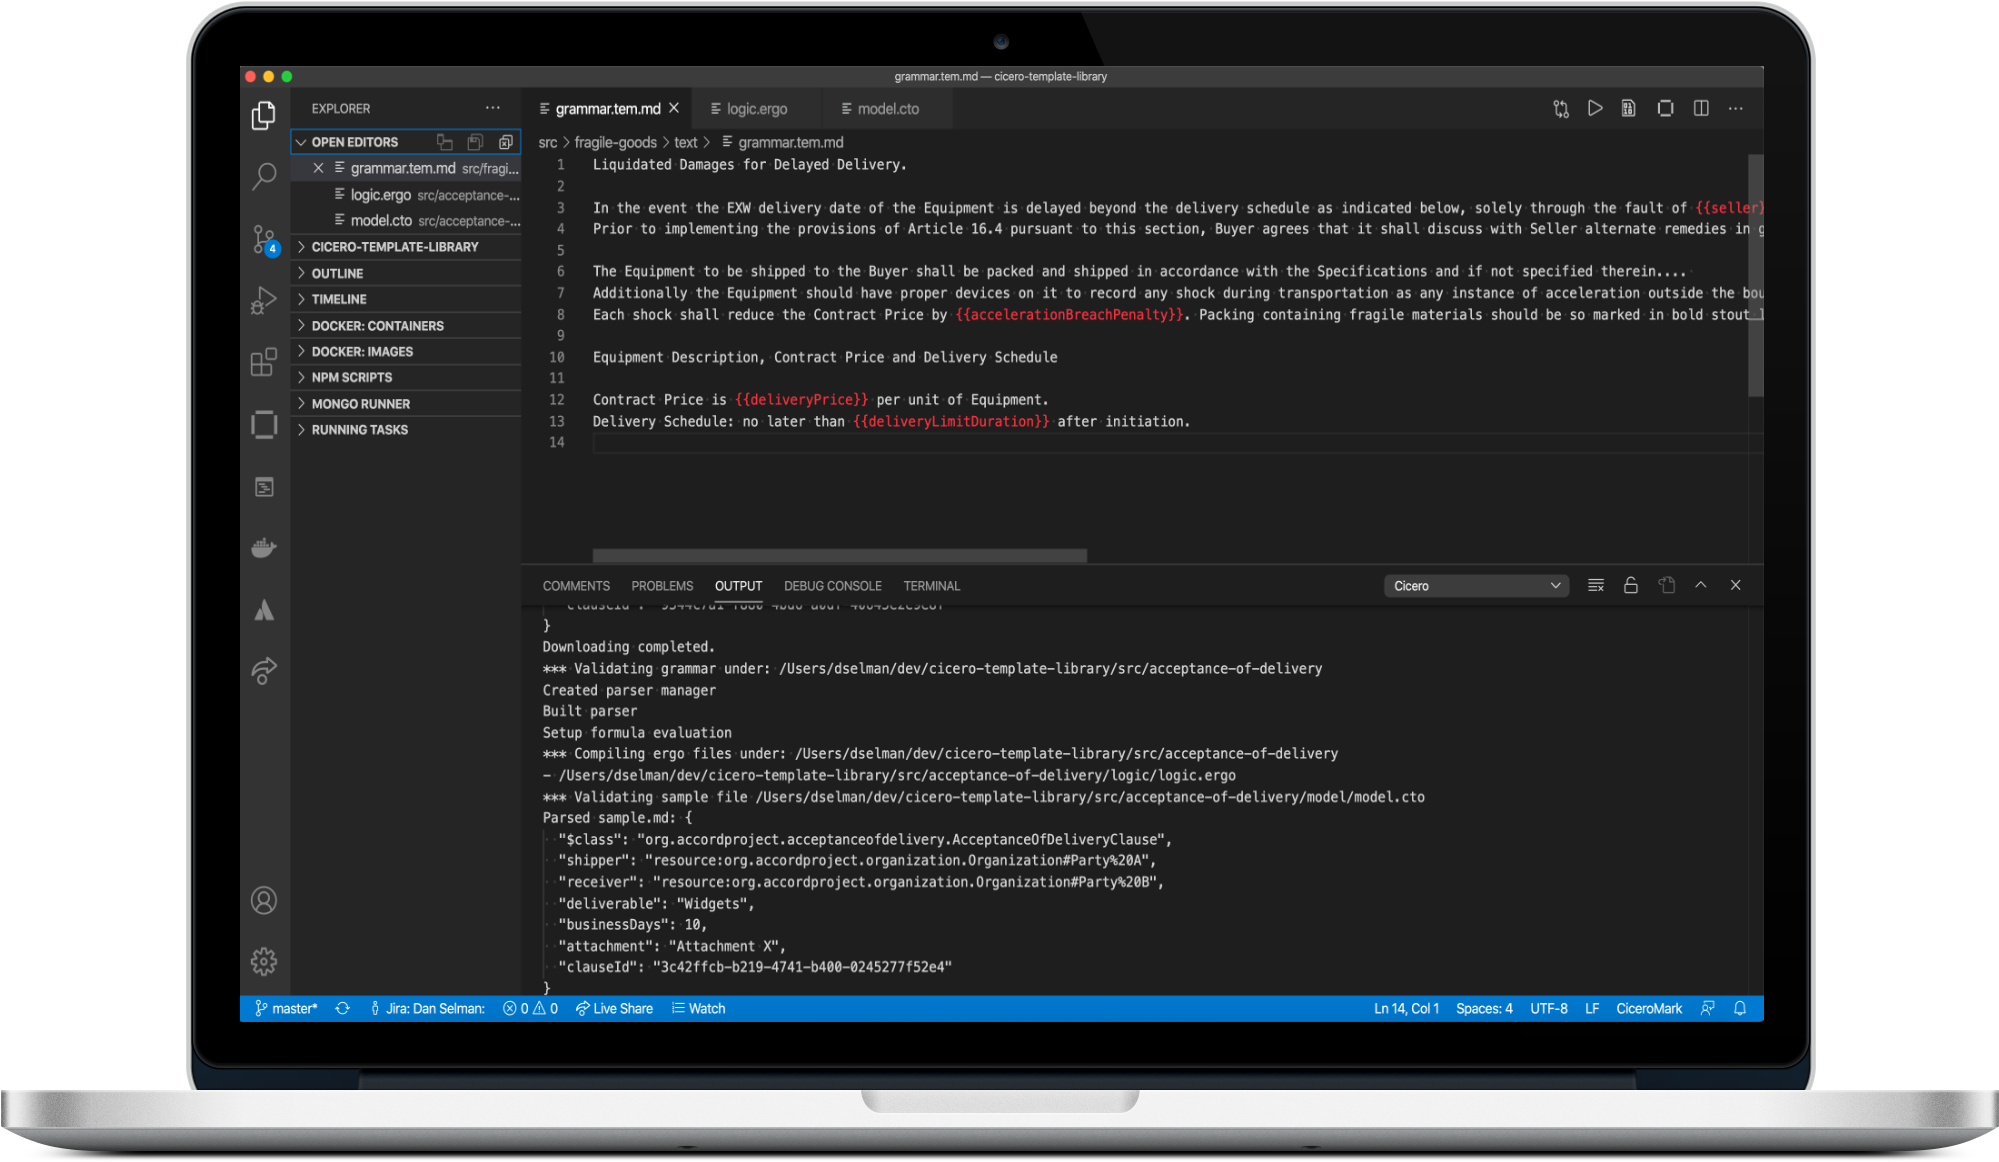 grammar.tem.md — cicero-template-library
EXPLORER
OPEN EDITORS
grammar.tem.md src/fragi...
logic.ergo src/acceptance-...
model.cto src/acceptance-...
CICERO-TEMPLATE-LIBRARY
OUTLINE
TIMELINE
DOCKER: CONTAINERS
DOCKER: IMAGES
NPM SCRIPTS
MONGO RUNNER
RUNNING TASKS
4
grammar.tem.md logic.ergo model.cto
src > fragile-goods > text > grammar.tem.md
1 Liquidated Damages for Delayed Delivery.
2
3 In the event the EXW delivery date of the Equipment is delayed beyond the delivery schedule as indicated below, solely through the fault of {{seller}
4 Prior to implementing the provisions of Article 16.4 pursuant to this section, Buyer agrees that it shall discuss with Seller alternate remedies in g
5
6 The Equipment to be shipped to the Buyer shall be packed and shipped in accordance with the Specifications and if not specified therein....
7 Additionally the Equipment should have proper devices on it to record any shock during transportation as any instance of acceleration outside the bou
8 Each shock shall reduce the Contract Price by {{accelerationBreachPenalty}}. Packing containing fragile materials should be so marked in bold stout l
9
10 Equipment Description, Contract Price and Delivery Schedule
11
12 Contract Price is {{deliveryPrice}} per unit of Equipment.
13 Delivery Schedule: no later than {{deliveryLimitDuration}} after initiation.
14
COMMENTS PROBLEMS OUTPUT DEBUG CONSOLE TERMINAL Cicero
}
Downloading completed.
*** Validating grammar under: /Users/dselman/dev/cicero-template-library/src/acceptance-of-delivery
Created parser manager
Built parser
Setup formula evaluation
*** Compiling ergo files under: /Users/dselman/dev/cicero-template-library/src/acceptance-of-delivery
- /Users/dselman/dev/cicero-template-library/src/acceptance-of-delivery/logic/logic.ergo
*** Validating sample file /Users/dselman/dev/cicero-template-library/src/acceptance-of-delivery/model/model.cto
Parsed sample.md: {
"$class": "org.accordproject.acceptanceofdelivery.AcceptanceOfDeliveryClause",
"shipper": "resource:org.accordproject.organization.Organization#Party%20A",
"receiver": "resource:org.accordproject.organization.Organization#Party%20B",
"deliverable": "Widgets",
"businessDays": 10,
"attachment": "Attachment X",
"clauseId": "3c42ffcb-b219-4741-b400-0245277f52e4"
}
master* Jira: Dan Selman: 0 0 Live Share Watch Ln 14, Col 1 Spaces: 4 UTF-8 LF CiceroMark